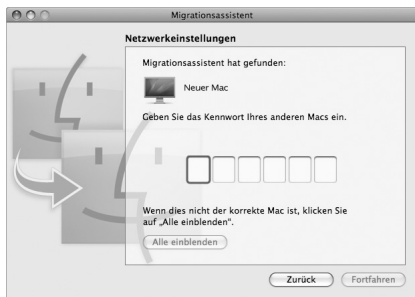 Migrationsassistent
Netzwerkeinstellungen
Migrationsassistent hat gefunden:
Neuer Mac
Geben Sie das Kennwort Ihres anderen Macs ein.
Wenn dies nicht der korrekte Mac ist, klicken Sie
auf „Alle einblenden“.
Alle einblenden
Zurück
Fortfahren